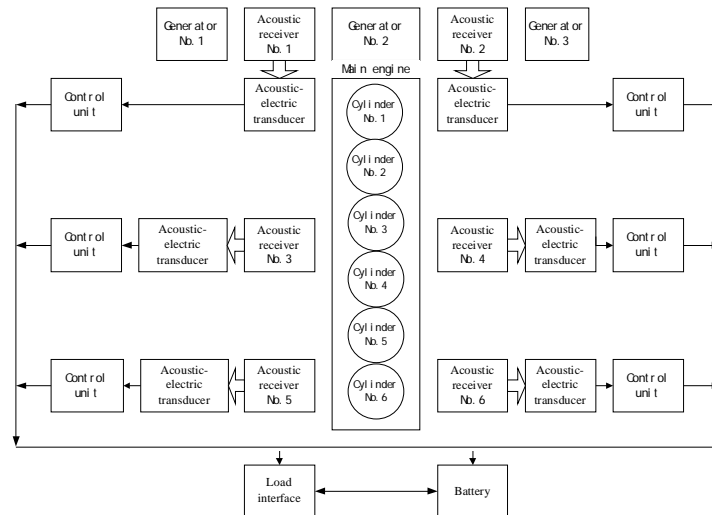 Generator
No. 1
Acoustic
receiver
No. 1
Generator
No. 2
Acoustic
receiver
No. 2
Generator
No. 3
Main engine
Control
unit
Acoustic-
electric
transducer
Cylinder
No. 1
Acoustic-
electric
transducer
Control
unit
Cylinder
No. 2
Control
unit
Acoustic-
electric
transducer
Acoustic
receiver
No. 3
Cylinder
No. 3
Acoustic
receiver
No. 4
Acoustic-
electric
transducer
Control
unit
Cylinder
No. 4
Cylinder
No. 5
Control
unit
Acoustic-
electric
transducer
Acoustic
receiver
No. 5
Cylinder
No. 6
Acoustic
receiver
No. 6
Acoustic-
electric
transducer
Control
unit
Load
interface
Battery